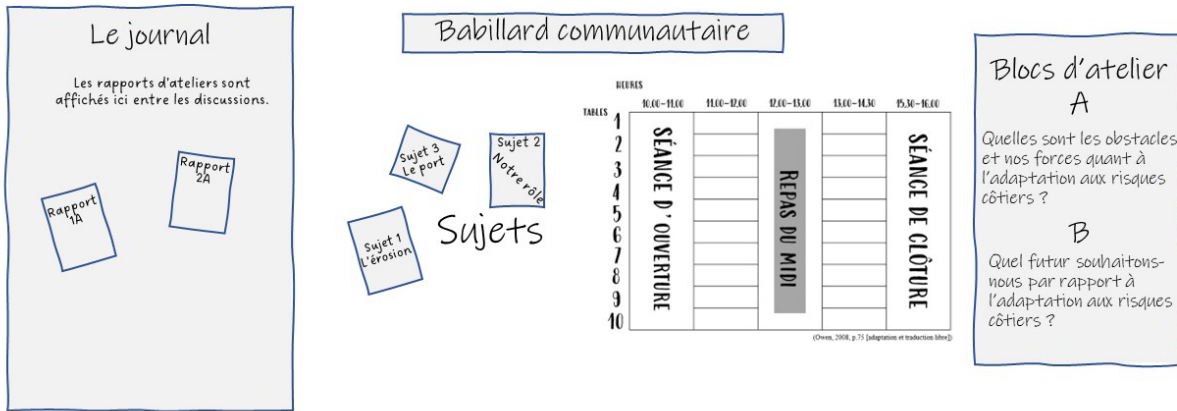 Le journal
Les rapports d'ateliers sont
affichés ici entre les discussions.
Rapport
1A
Rapport
2A
Babillard communautaire
Sujet 3
Le port
Sujet 2
Notre rôle
Sujets
Sujet 1
L'érosion
HEURES
TABLES
10.00-11.00 11.00-12.00 12.00-13.00 13.00-14.30 15.30-16.00
1
2
3
4
5
6
7
8
9
10
SÉANCE D'OUVERTURE
REPAS DU MIDI
SÉANCE DE CLÔTURE
(Owen, 2008, p.75 [adaptation et traduction libre])
Blocs d'atelier
A
Quelles sont les obstacles
et nos forces quant à
l'adaptation aux risques
côtiers ?
B
Quel futur souhaitons-
nous par rapport à
l'adaptation aux risques
côtiers ?